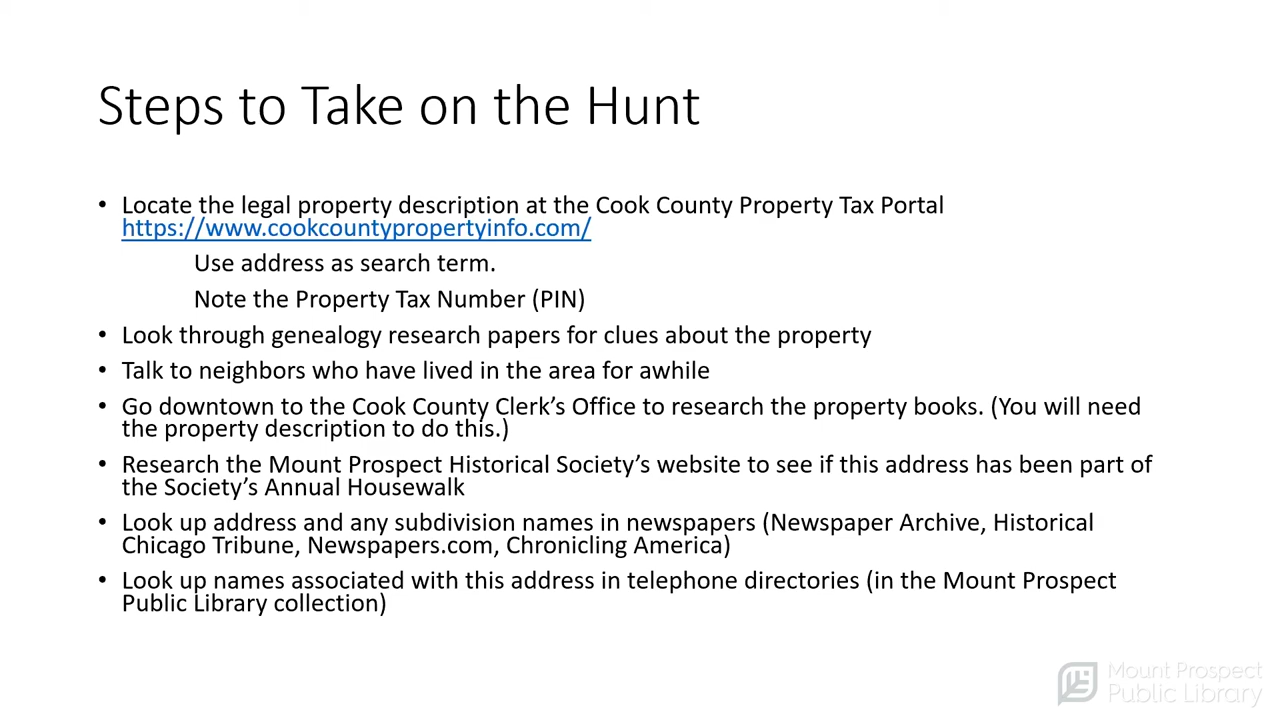 Steps to Take on the Hunt
• Locate the legal property description at the Cook County Property Tax Portal
https://www.cookcountypropertyinfo.com/
Use address as search term.
Note the Property Tax Number (PIN)
• Look through genealogy research papers for clues about the property
• Talk to neighbors who have lived in the area for awhile
• Go downtown to the Cook County Clerk’s Office to research the property books. (You will need
the property description to do this.)
• Research the Mount Prospect Historical Society’s website to see if this address has been part of
the Society’s Annual Housewalk
• Look up address and any subdivision names in newspapers (Newspaper Archive, Historical
Chicago Tribune, Newspapers.com, Chronicling America)
• Look up names associated with this address in telephone directories (in the Mount Prospect
Public Library collection)
Mount Prospect
Public Library